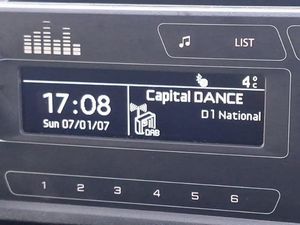 LIST
4°C
17:08
Sun 07/01/07
Capital DANCE
D1 National
DAB
1 2 3 4 5 6